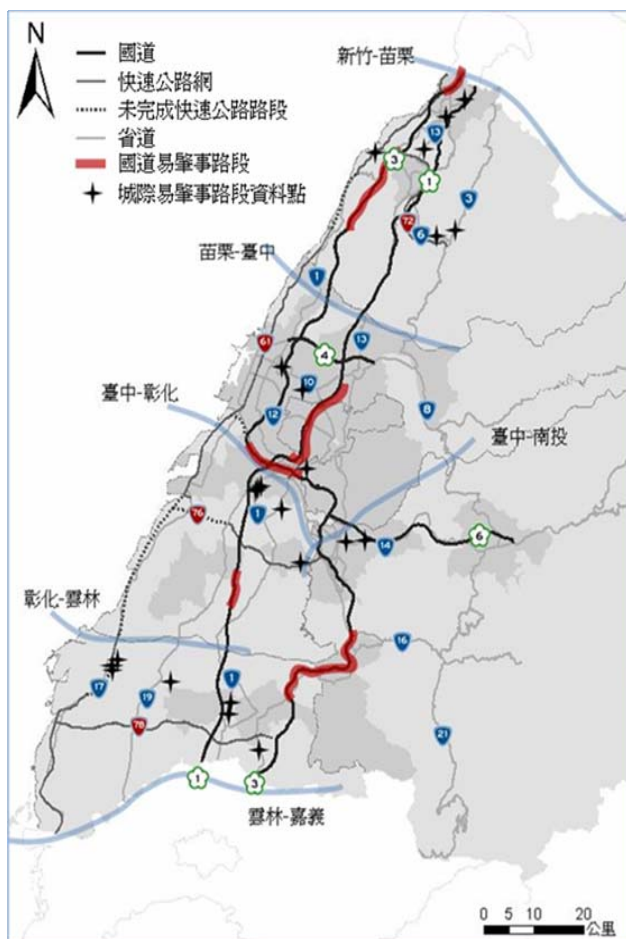 N
國道
快速公路網
未完成快速公路路段
省道
國道易肇事路段
城際易肇事路段資料點
新竹-苗栗
13
3
1
3
72
6
苗栗-臺中
1
61
4
13
10
臺中-彰化
12
8
臺中-南投
76
1
14
6
彰化-雲林
16
17
19
1
78
21
1
3
雲林-嘉義
0 5 10 20
公里